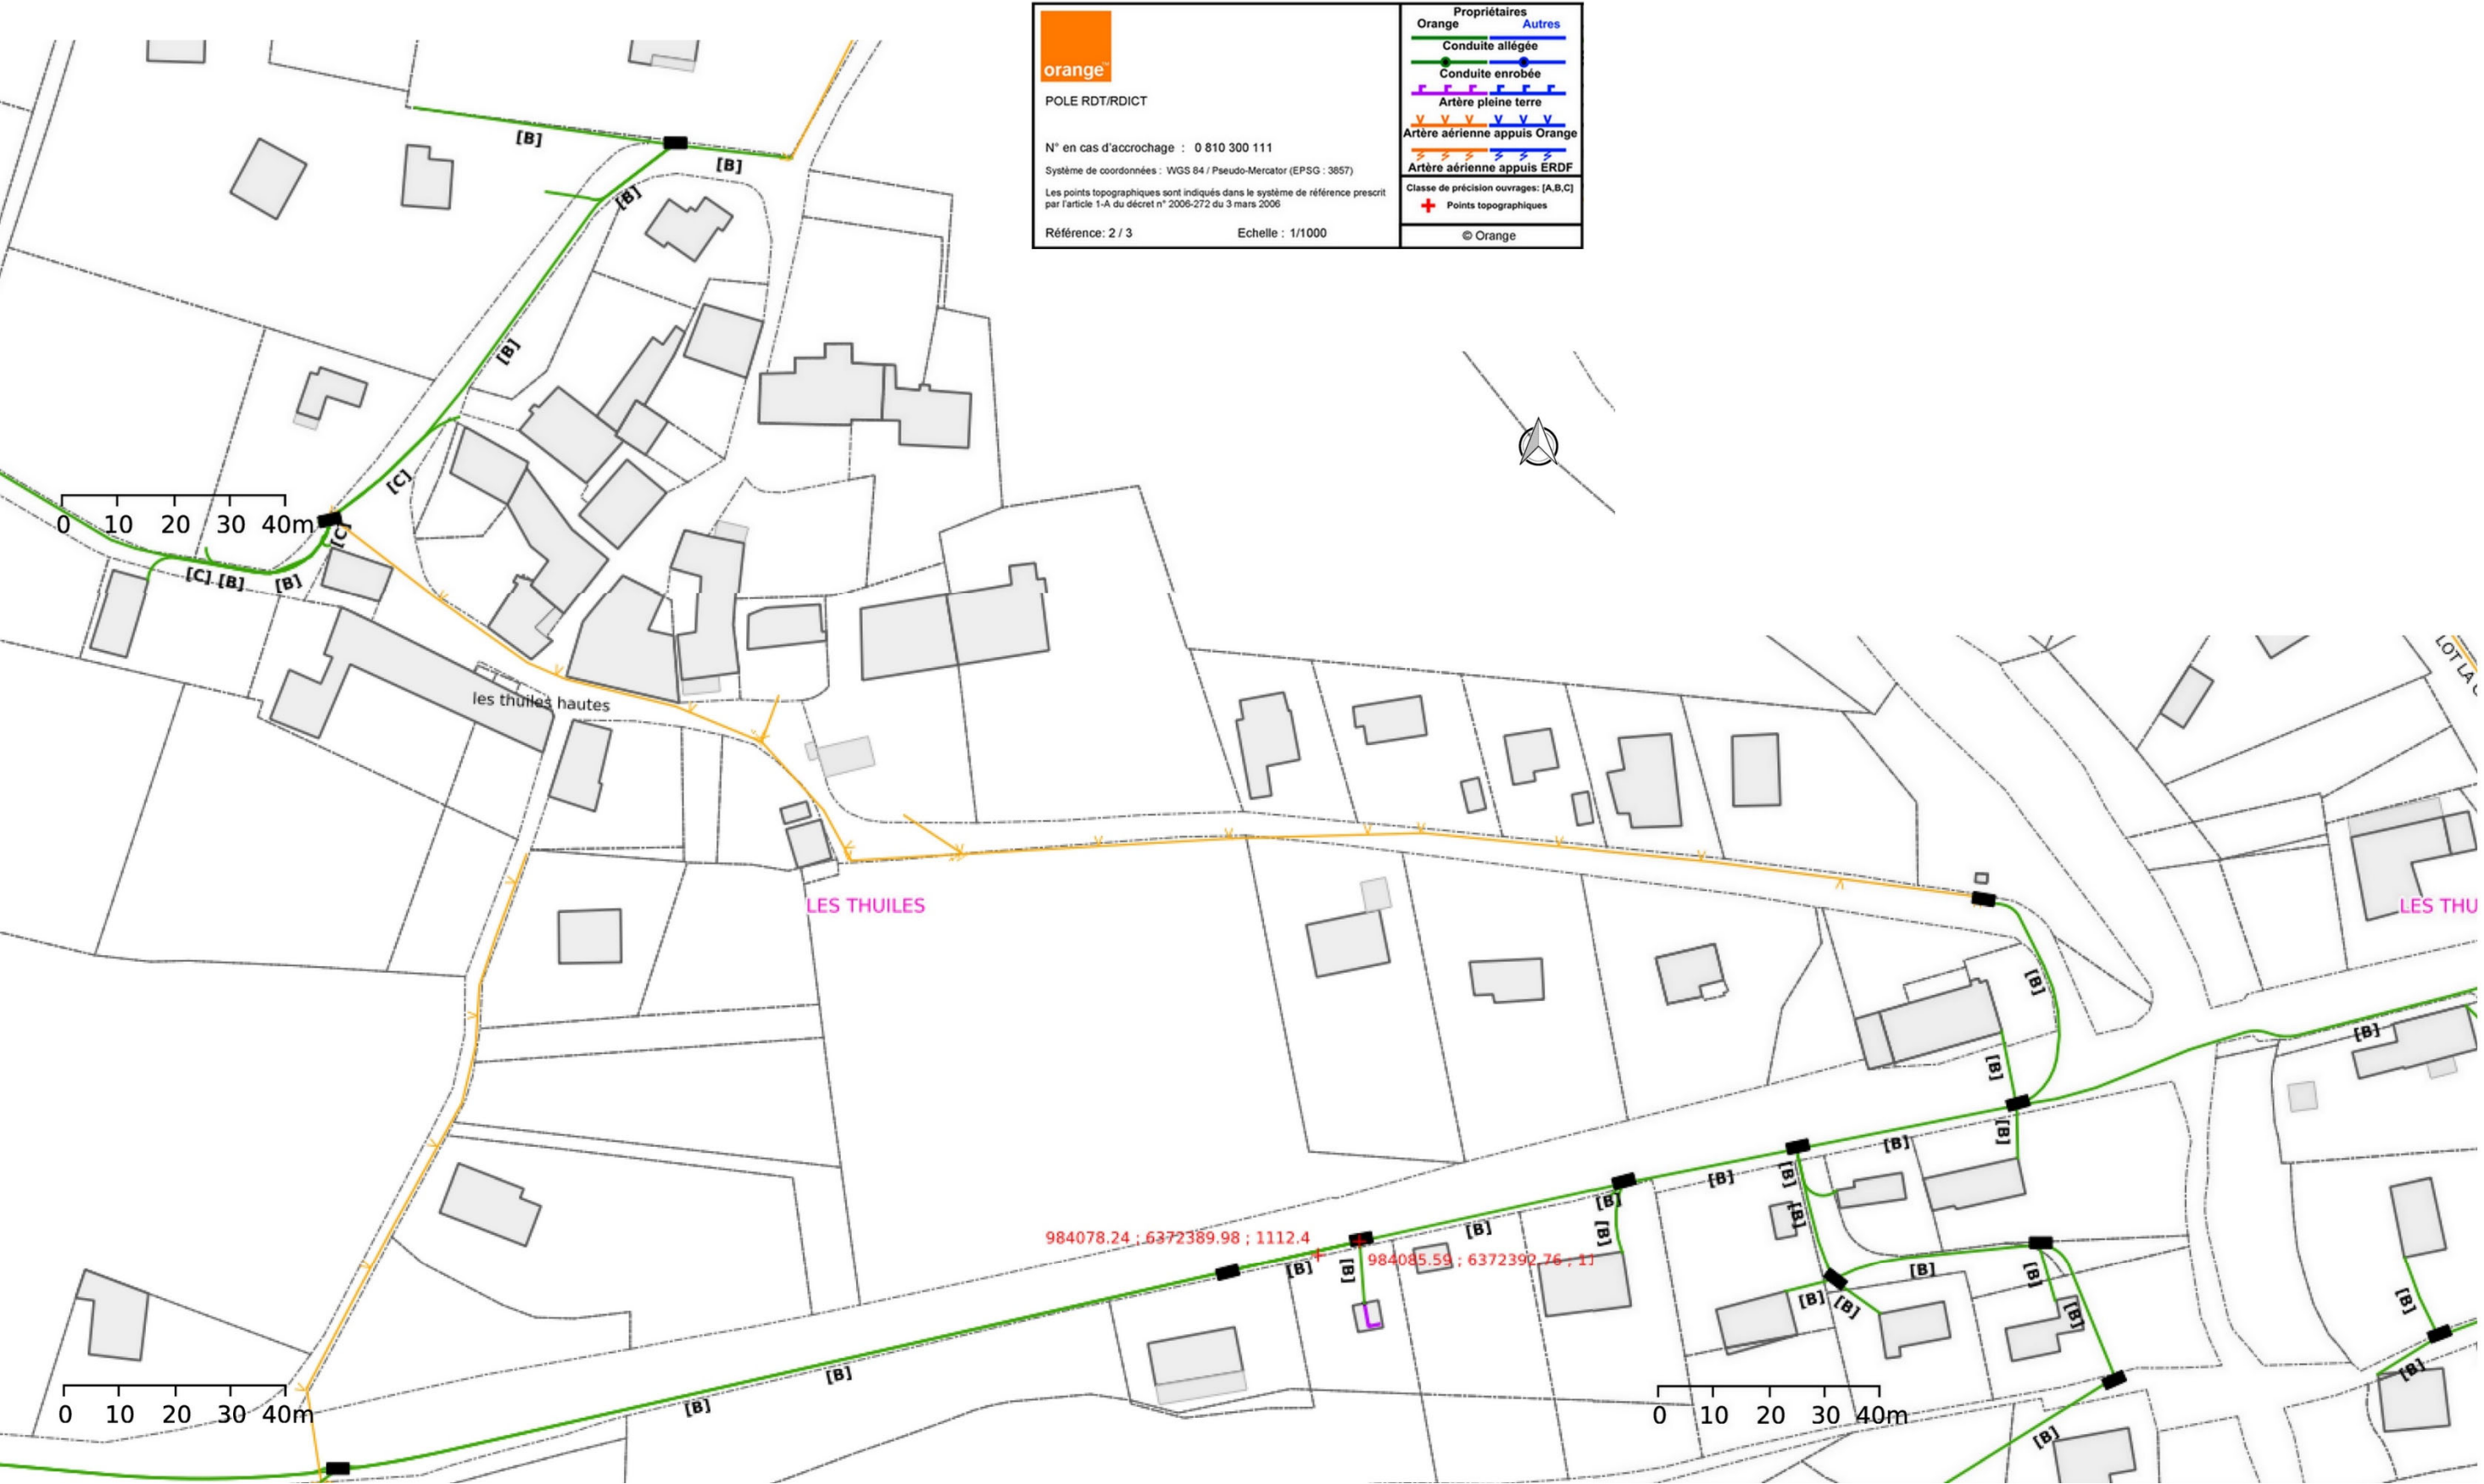 Propriétaires
Orange Autres
Conduite allégée
Conduite enrobée
Artère pleine terre
Artère aérienne appuis Orange
Artère aérienne appuis ERDF
Classe de précision ouvrages: [A,B,C]
Points topographiques
© Orange
orange™
POLE RDT/RDICT
N° en cas d'accrochage : 0 810 300 111
Système de coordonnées : WGS 84 / Pseudo-Mercator (EPSG : 3857)
Les points topographiques sont indiqués dans le système de référence prescrit
par l'article 1-A du décret n° 2006-272 du 3 mars 2006
Référence: 2 / 3 Echelle : 1/1000
[B]
[B]
[B]
[B]
[C]
0 10 20 30 40m
[C]
[C] [B] [B]
les thuiles hautes
LOT LA
LES THUILES
LES THU
[B]
[B]
[B]
[B]
[B]
[B]
[B]
[B]
[B]
[B]
[B]
[B]
984078.24 ; 6372389.98 ; 1112.4
984085.59 ; 6372392.76 ; 11
[B]
[B]
[B]
[B]
[B]
[B]
[B]
[B]
[B]
[B]
[B]
[B]
[B]
0 10 20 30 40m
0 10 20 30 40m